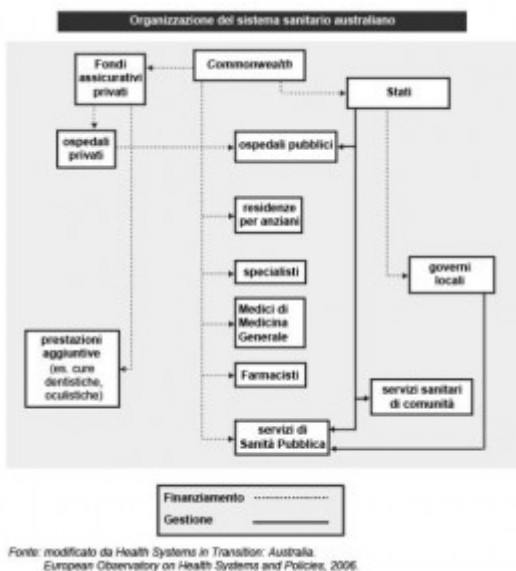 Organizzazione del sistema sanitario australiano
Fondi
assicurativi
privati
Commonwealth
Stati
ospedali
privati
ospedali pubblici
residenze
per anziani
specialisti
governi
locali
Medici di
Medicina
Generale
prestazioni
aggiuntive
(es. cure
dentistiche,
oculistiche)
Farmacisti
servizi sanitari
di comunità
servizi di
Sanità Pubblica
Finanziamento
Gestione
Fonte: modificato da Health Systems in Transition: Australia.
European Observatory on Health Systems and Policies, 2006.